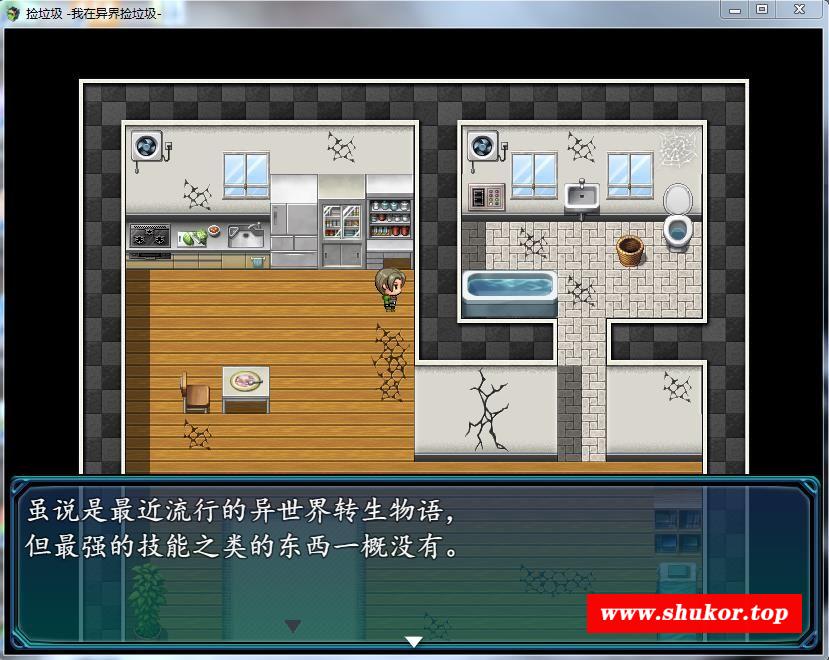 捡垃圾 -我在异界捡垃圾-
虽说是最近流行的异世界转生物语，
但最强的技能之类的东西一概没有。
www.shukor.top